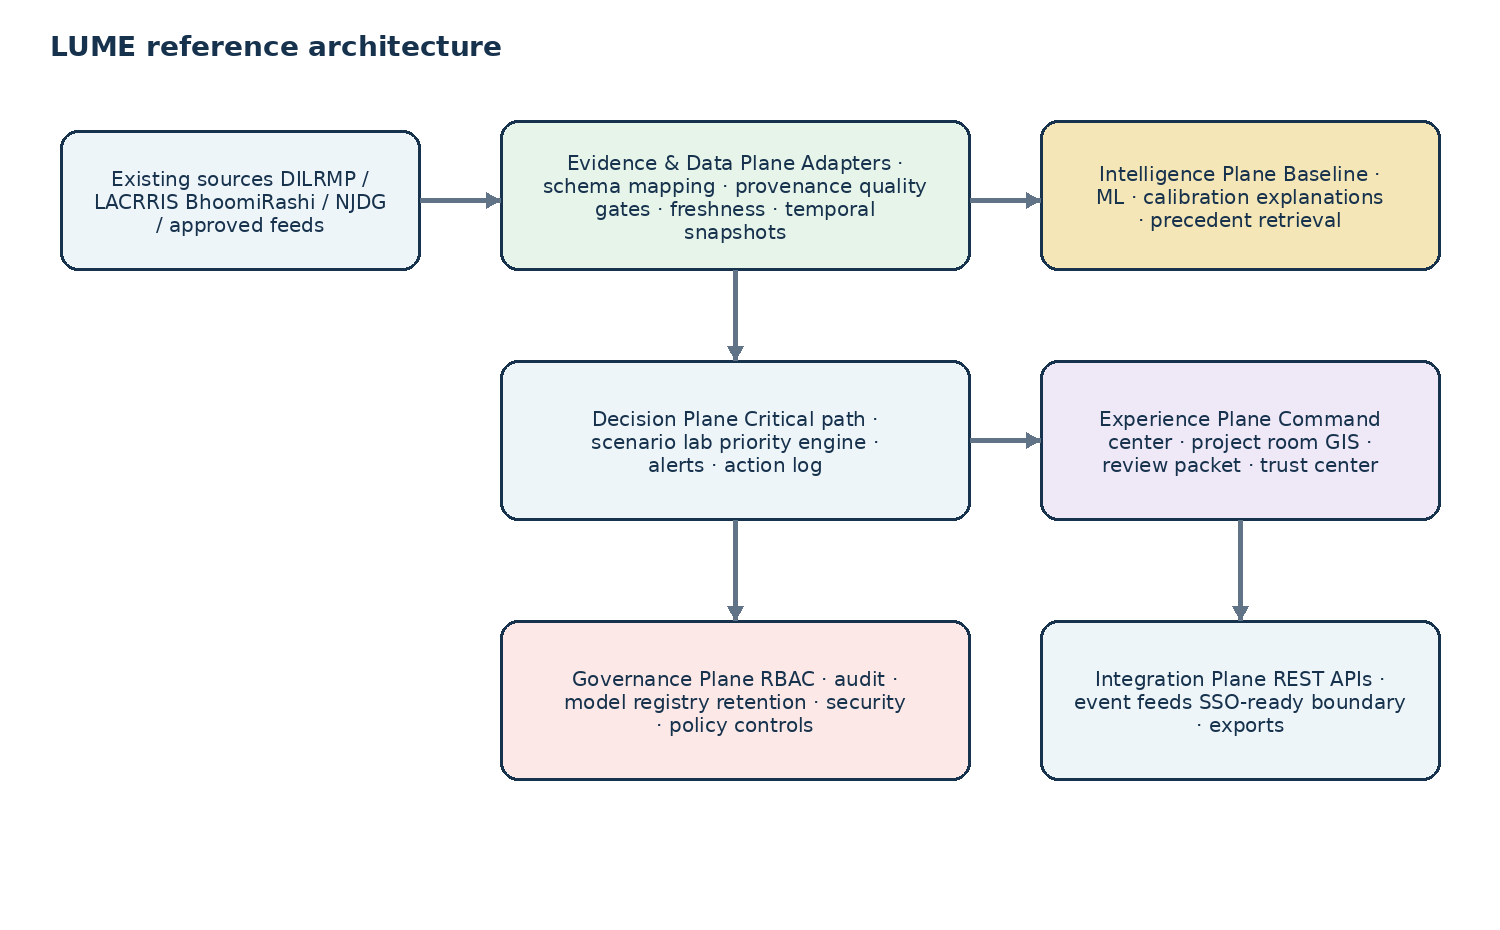 LUME reference architecture
Existing sources DILRMP /
LACRRIS BhoomiRashi / NJDG
/ approved feeds
Evidence & Data Plane Adapters ·
schema mapping · provenance quality
gates · freshness · temporal
snapshots
Intelligence Plane Baseline ·
ML · calibration explanations
· precedent retrieval
Decision Plane Critical path ·
scenario lab priority engine ·
alerts · action log
Experience Plane Command
center · project room GIS ·
review packet · trust center
Governance Plane RBAC · audit ·
model registry retention · security
· policy controls
Integration Plane REST APIs ·
event feeds SSO-ready boundary
· exports